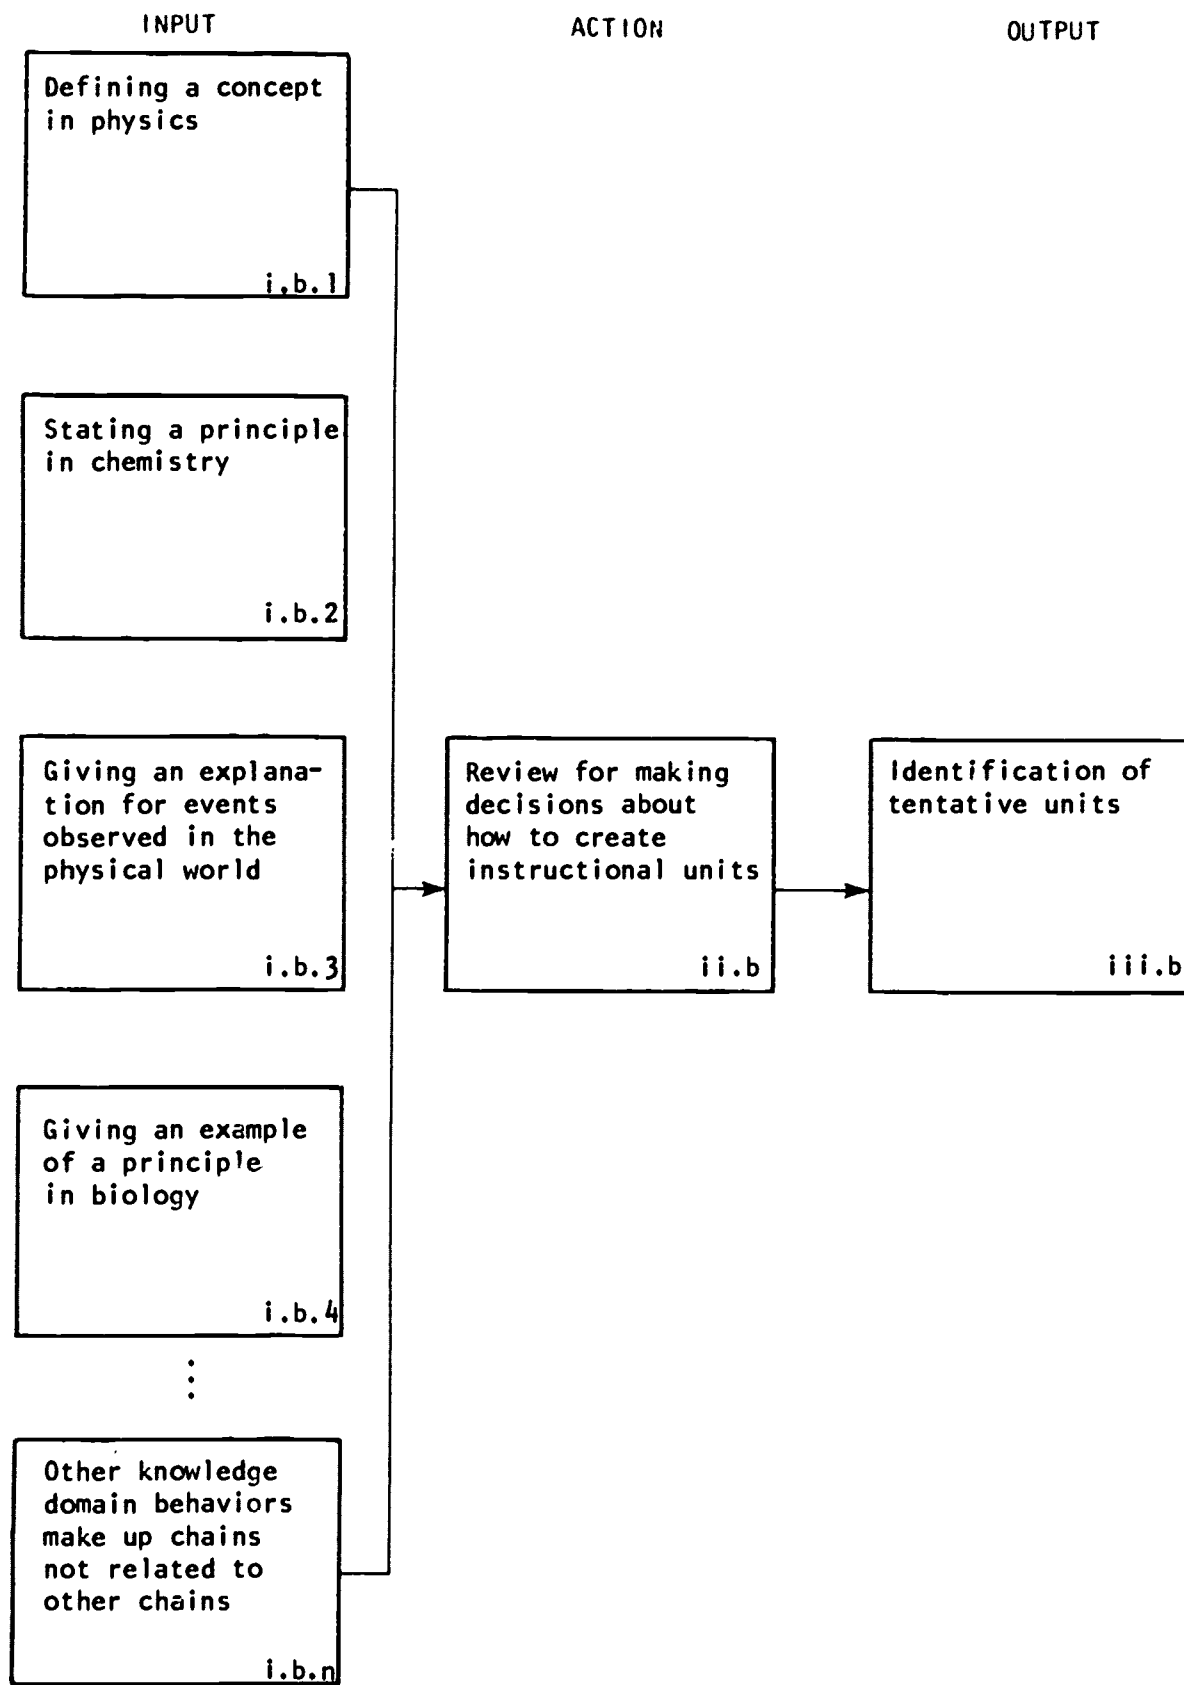 INPUT
ACTION
OUTPUT
Defining a concept
in physics
i.b.1
Stating a principle
in chemistry
i.b.2
Giving an explana-
tion for events
observed in the
physical world
i.b.3
Review for making
decisions about
how to create
instructional units
ii.b
Identification of
tentative units
iii.b
Giving an example
of a principle
in biology
i.b.4
Other knowledge
domain behaviors
make up chains
not related to
other chains
i.b.n